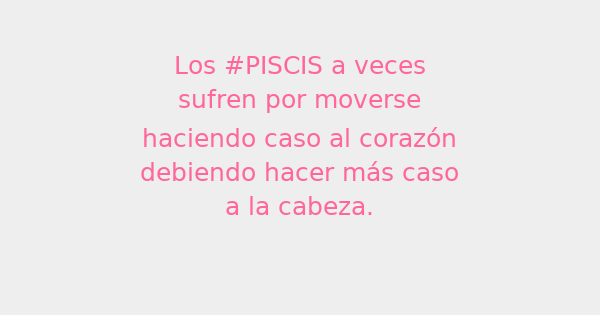 Los #PISCIS a veces
sufren por moverse
haciendo caso al corazón
debiendo hacer más caso
a la cabeza.